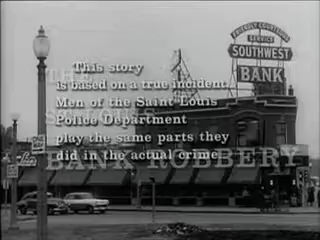 FRIENDLY COURTEOUS
SERVICE
SOUTHWEST
BANK
This story
is based on a true incident
Men of the Saint Louis
Police Department
play the same parts they
did in the actual crime
THE
BANK ROBBERY